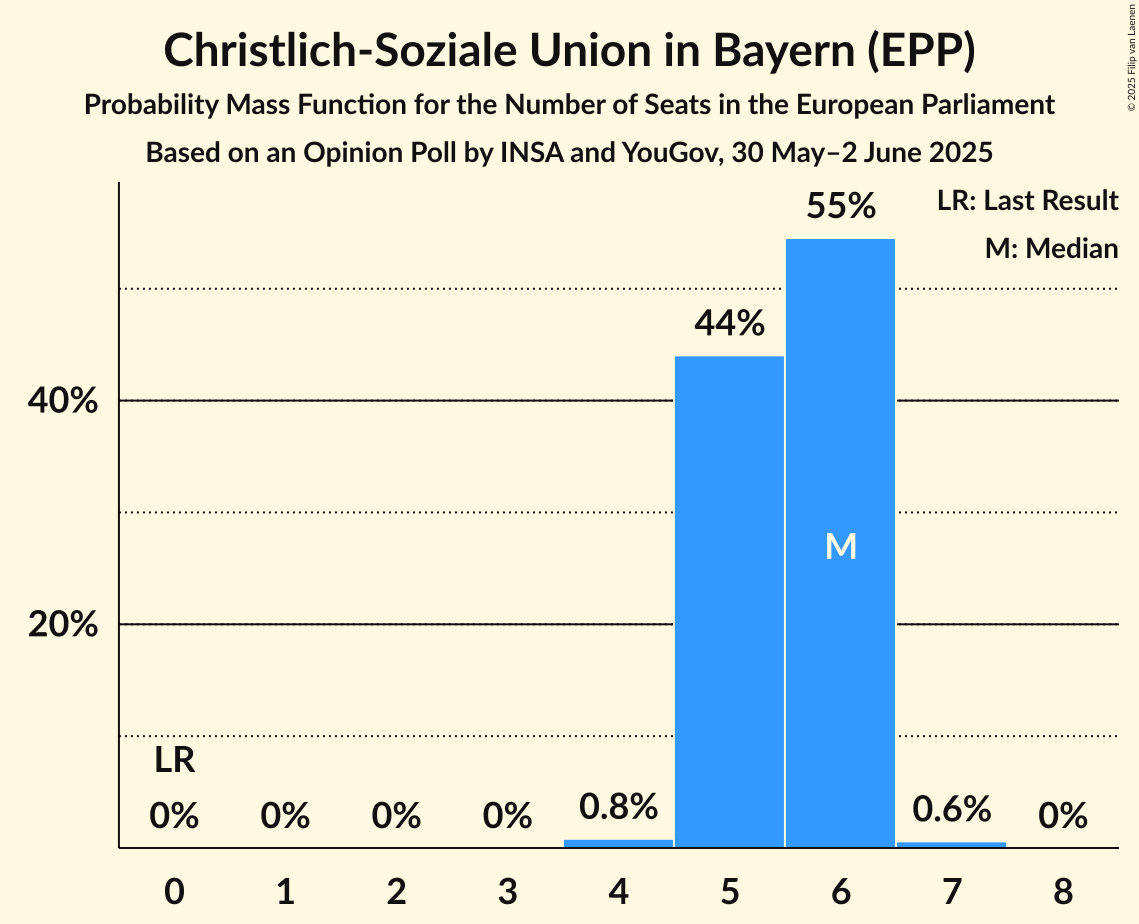 Christlich-Soziale Union in Bayern (EPP)
Probability Mass Function for the Number of Seats in the European Parliament
Based on an Opinion Poll by INSA and YouGov, 30 May–2 June 2025
© 2025 Filip van Laenen
LR: Last Result
M: Median
55%
44%
40%
M
20%
LR
0% 0% 0% 0% 0.8% 0.6% 0%
0 1 2 3 4 5 6 7 8